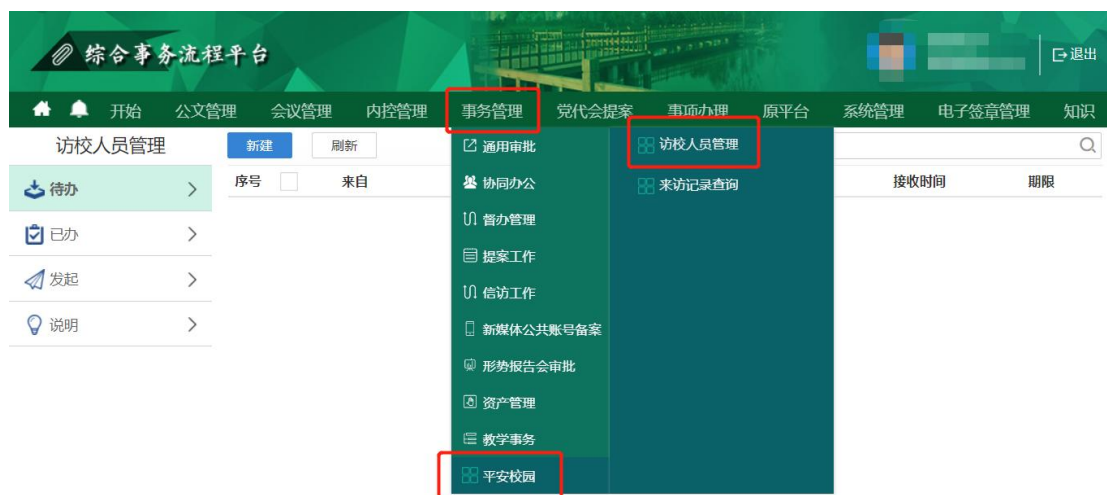 综合事务流程平台
退出
开始 公文管理 会议管理 内控管理 事务管理 党代会提案 事项办理 原平台 系统管理 电子签章管理 知识
访校人员管理 新建 刷新 通用审批 访校人员管理
待办 序号 来自 协同办公 来访记录查询 接收时间 期限
督办管理
已办
提案工作
发起
信访工作
说明 新媒体公共账号备案
形势报告会审批
资产管理
教学事务
平安校园